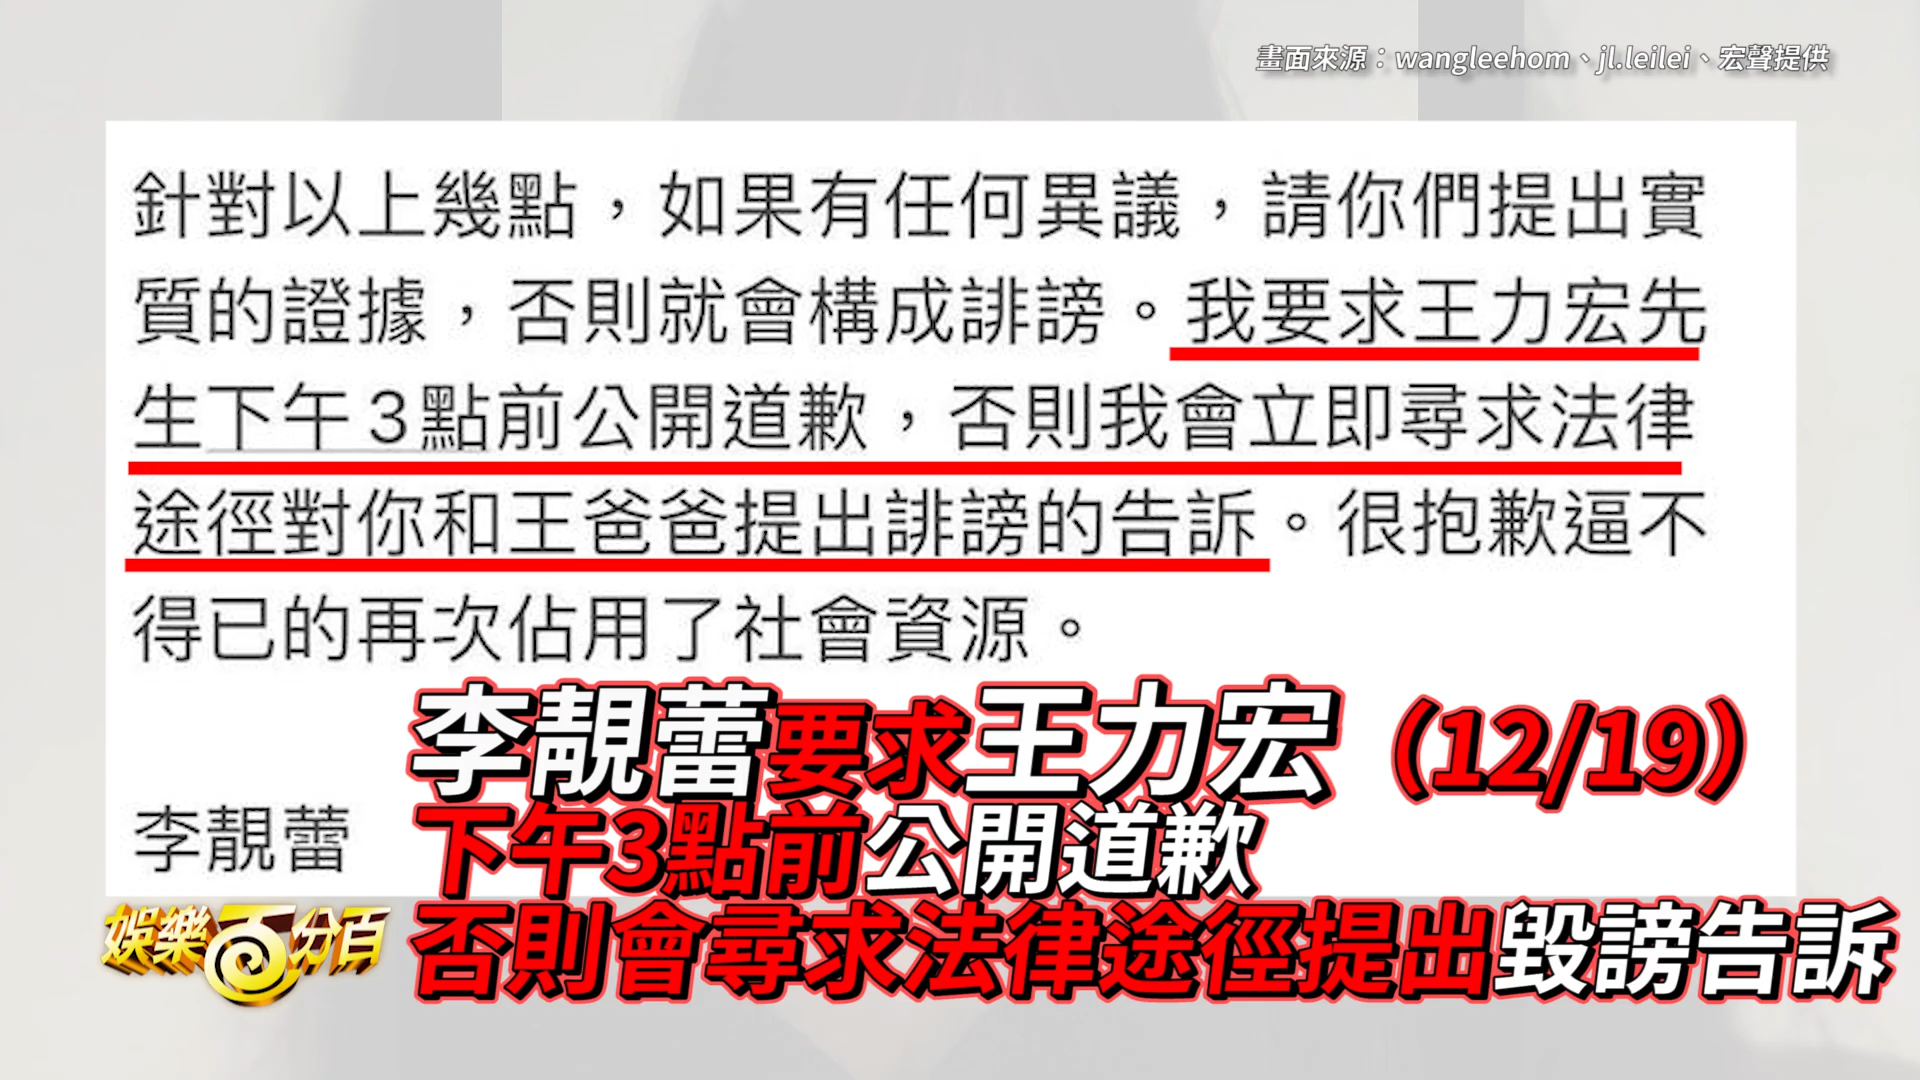 畫面來源：wangleehom、jl.leilei、宏聲提供
針對以上幾點，如果有任何異議，請你們提出實
質的證據，否則就會構成誹謗。我要求王力宏先
生下午3點前公開道歉，否則我會立即尋求法律
途徑對你和王爸爸提出誹謗的告訴。很抱歉逼不
得已的再次佔用了社會資源。
李靚蕾
李靚蕾要求王力宏（12/19）
下午3點前公開道歉
否則會尋求法律途徑提出毀謗告訴
娛樂百分百